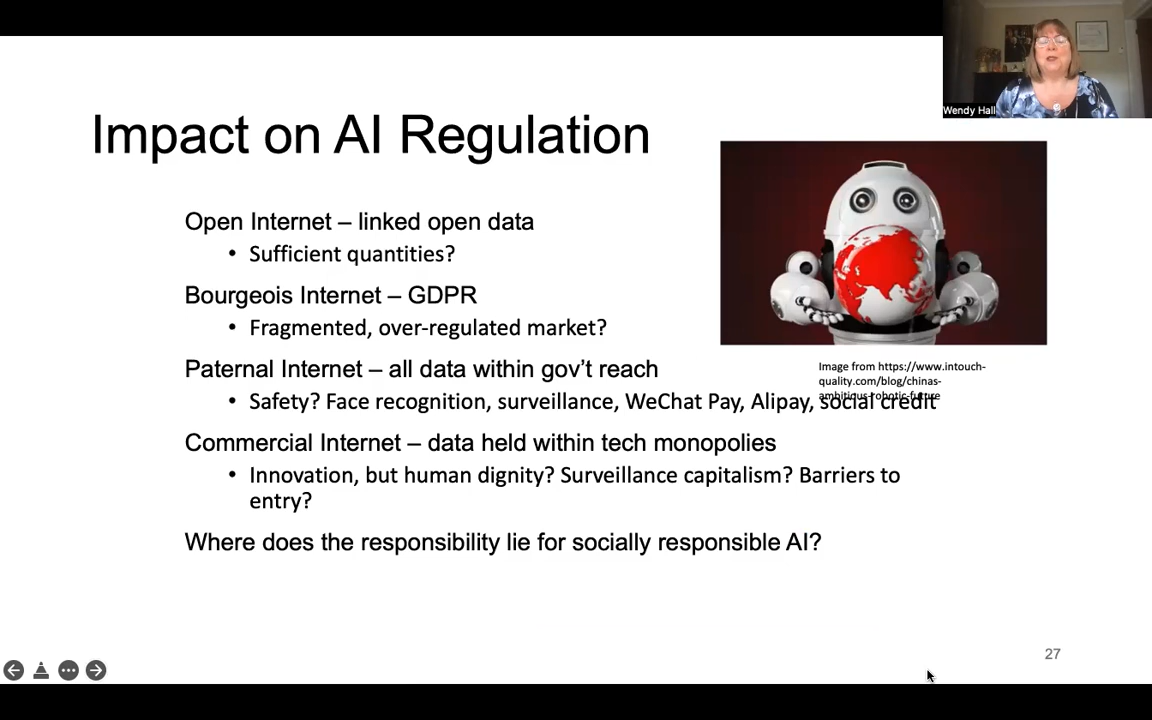 Wendy Hall
Impact on AI Regulation
Open Internet – linked open data
• Sufficient quantities?
Bourgeois Internet – GDPR
• Fragmented, over-regulated market?
Paternal Internet – all data within gov’t reach
• Safety? Face recognition, surveillance, WeChat Pay, Alipay, social credit
Commercial Internet – data held within tech monopolies
• Innovation, but human dignity? Surveillance capitalism? Barriers to
entry?
Where does the responsibility lie for socially responsible AI?
Image from https://www.intouch-
quality.com/blog/chinas-
ambitious-robotic-future
27